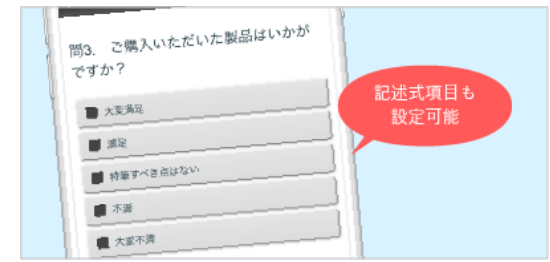 問3. ご購入いただいた製品はいかが
ですか？
大変満足
満足
特筆すべき点はない
不満
大変不満
記述式項目も
設定可能